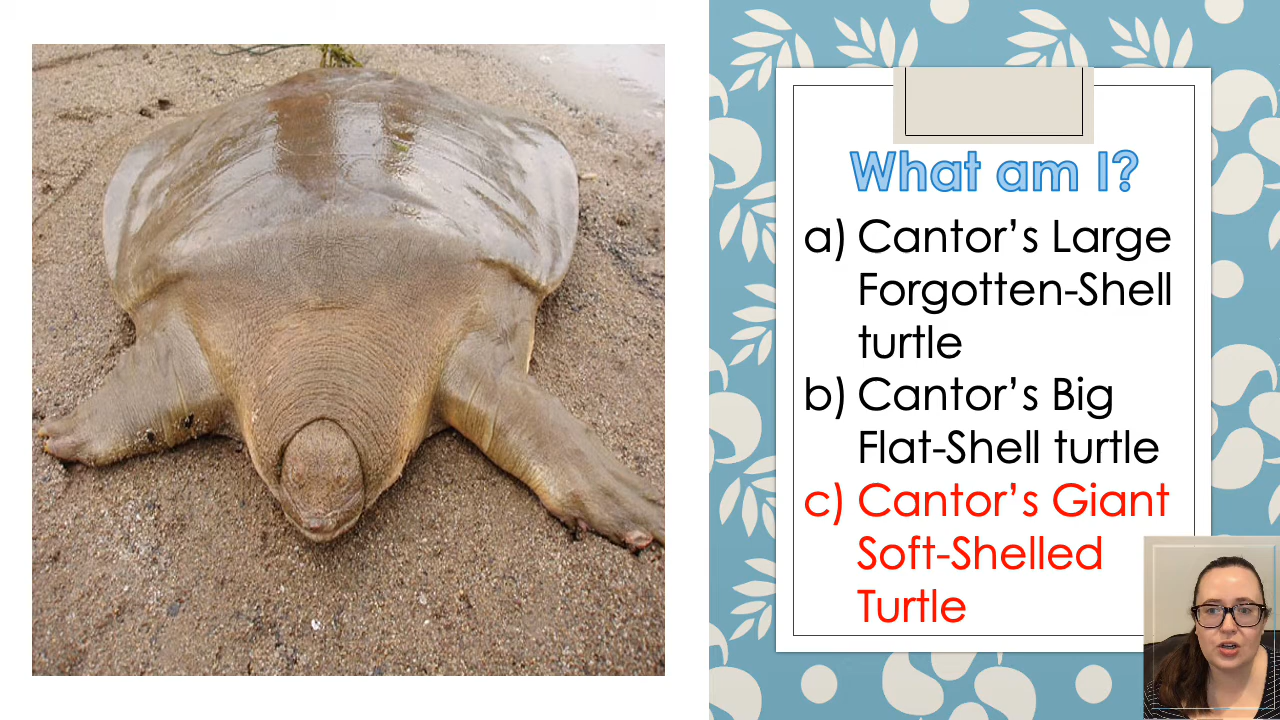 What am I?
a) Cantor's Large
Forgotten-Shell
turtle
b) Cantor's Big
Flat-Shell turtle
c) Cantor's Giant
Soft-Shelled
Turtle